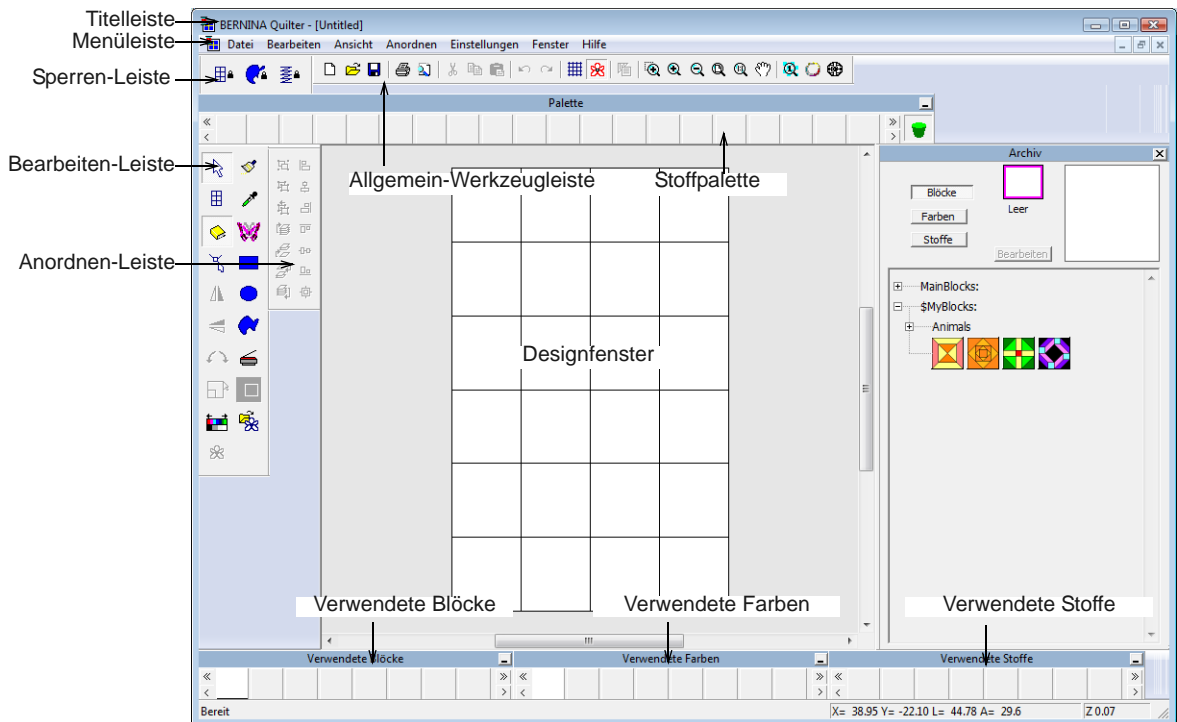 Titelleiste
BERNINA Quilter - [Untitled]
Menüleiste
Datei Bearbeiten Ansicht Anordnen Einstellungen Fenster Hilfe
Sperren-Leiste
Palette
Bearbeiten-Leiste
Allgemein-Werkzeugleiste
Stoffpalette
Archiv
Blöcke
Farben
Stoffe
Leer
Bearbeiten
Anordnen-Leiste
MainBlocks:
$MyBlocks:
Animals
Designfenster
Verwendete Blöcke
Verwendete Farben
Verwendete Stoffe
Verwendete Blöcke
Verwendete Farben
Verwendete Stoffe
Bereit
X= 38.95 Y= -22.10 L= 44.78 A= 29.6
Z 0.07